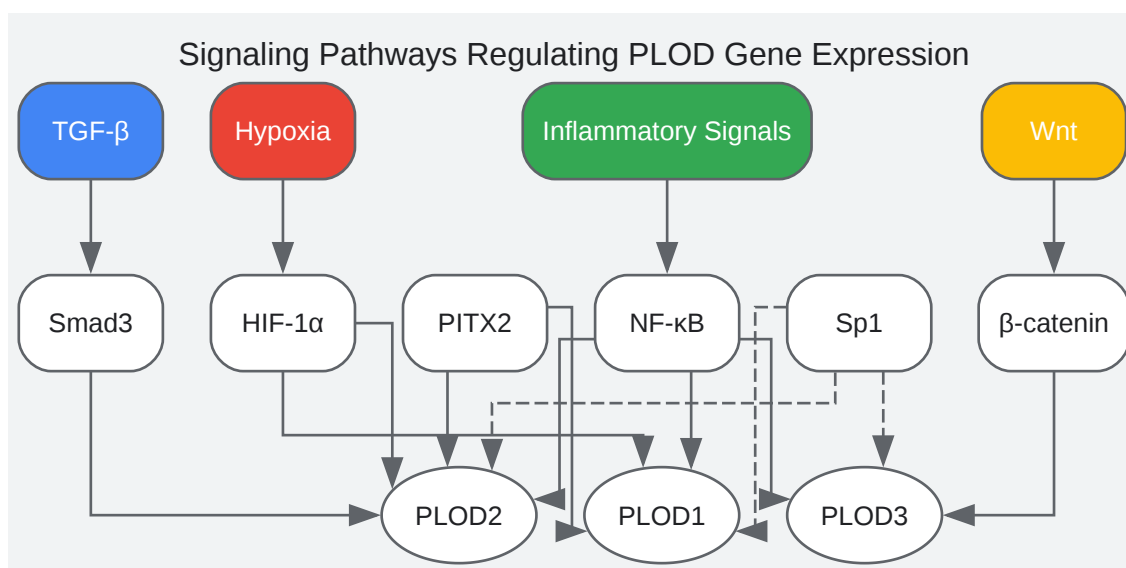 Signaling Pathways Regulating PLOD Gene Expression
TGF-β
Hypoxia
Inflammatory Signals
Wnt
Smad3
HIF-1α
PITX2
NF-κB
Sp1
β-catenin
PLOD2
PLOD1
PLOD3